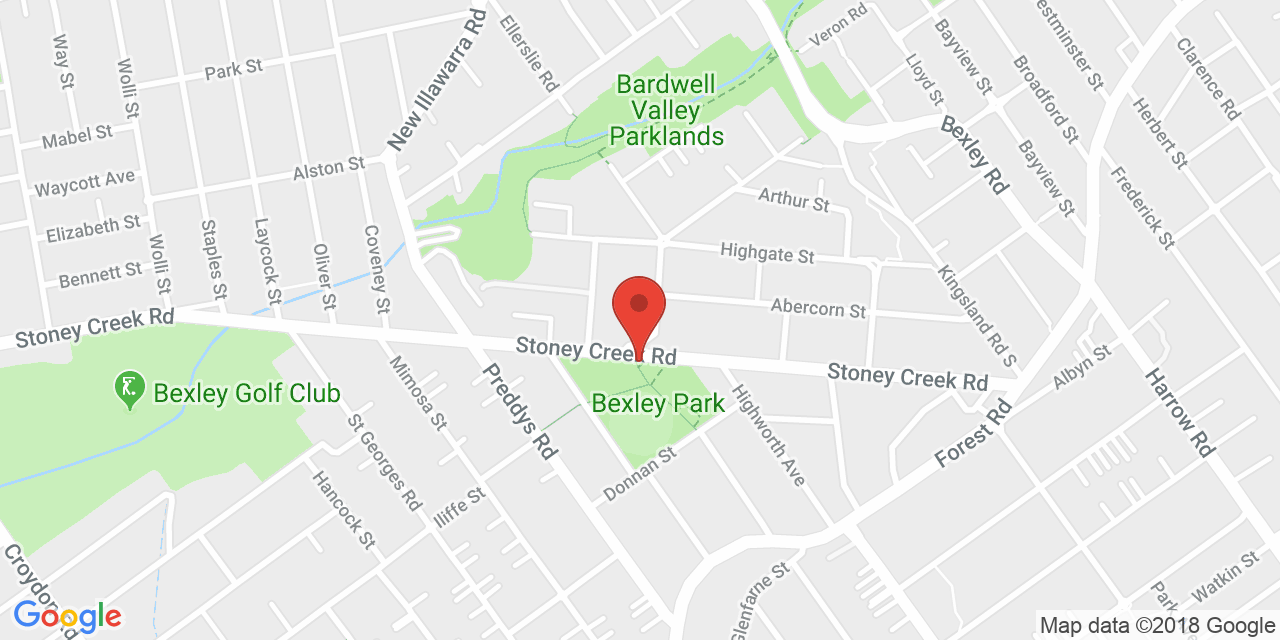 Way St
Wolli St
Park St
New Illawarra Rd
Ellerslie Rd
Veron Rd
Lloyd St
Bayview St
estminster St
Broadford St
Clarence Rd
Herbert St
Mabel St
Bardwell
Valley
Parklands
Bexley Rd
Bayview St
Frederick St
Waycott Ave
Alston St
Arthur St
Elizabeth St
Wolli St
Staples St
Laycock St
Oliver St
Coveney St
Highgate St
Kingsland Rd S
Bennett St
Abercorn St
Stoney Creek Rd
Stoney Creek Rd
Stoney Creek Rd
Albyn St
Harrow Rd
Bexley Golf Club
Mimosa St
Preddys Rd
Bexley Park
Highworth Ave
Forest Rd
St Georges Rd
Hancock St
Iliffe St
Donnan St
Croydon Rd
Glenfarne St
Park
Watkin St
Google
Map data ©2018 Google